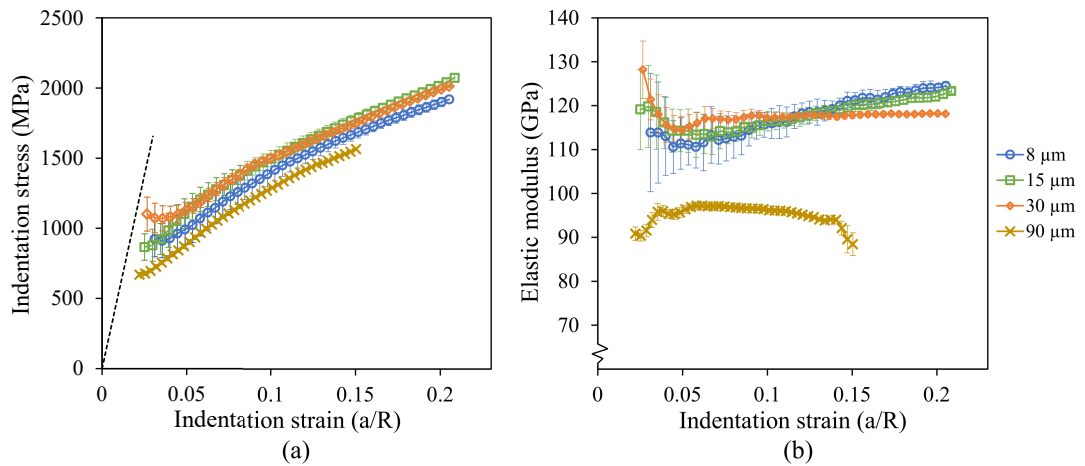 2500
2000
1500
1000
500
0
0
0.05
0.1
0.15
0.2
Indentation stress (MPa)
Indentation strain (a/R)
(a)
140
130
120
110
100
90
80
70
0
0.05
0.1
0.15
0.2
Elastic modulus (GPa)
Indentation strain (a/R)
(b)
8 µm
15 µm
30 µm
90 µm